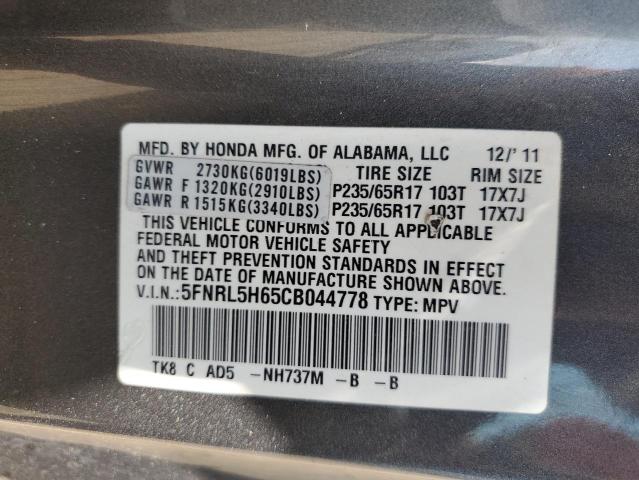 MFD. BY HONDA MFG. OF ALABAMA, LLC 12/'11
GVWR 2730KG(6019LBS) TIRE SIZE RIM SIZE
GAWR F 1320KG(2910LBS) P235/65R17 103T 17X7J
GAWR R 1515KG(3340LBS) P235/65R17 103T 17X7J
THIS VEHICLE CONFORMS TO ALL APPLICABLE
FEDERAL MOTOR VEHICLE SAFETY
AND THEFT PREVENTION STANDARDS IN EFFECT
ON THE DATE OF MANUFACTURE SHOWN ABOVE.
V.I.N.:5FNRL5H65CB044778 TYPE: MPV
TK8 C AD5 -NH737M -B -B